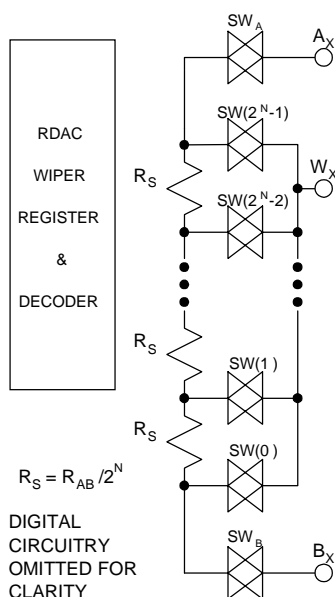 SW_A
A_X
SW(2^N-1)
RDAC
WIPER
REGISTER
&
DECODER
R_S
W_X
SW(2^N-2)
R_S
SW(1)
R_S
SW(0)
R_S = R_AB /2^N
DIGITAL
CIRCUITRY
OMITTED FOR
CLARITY
SW_B
B_X